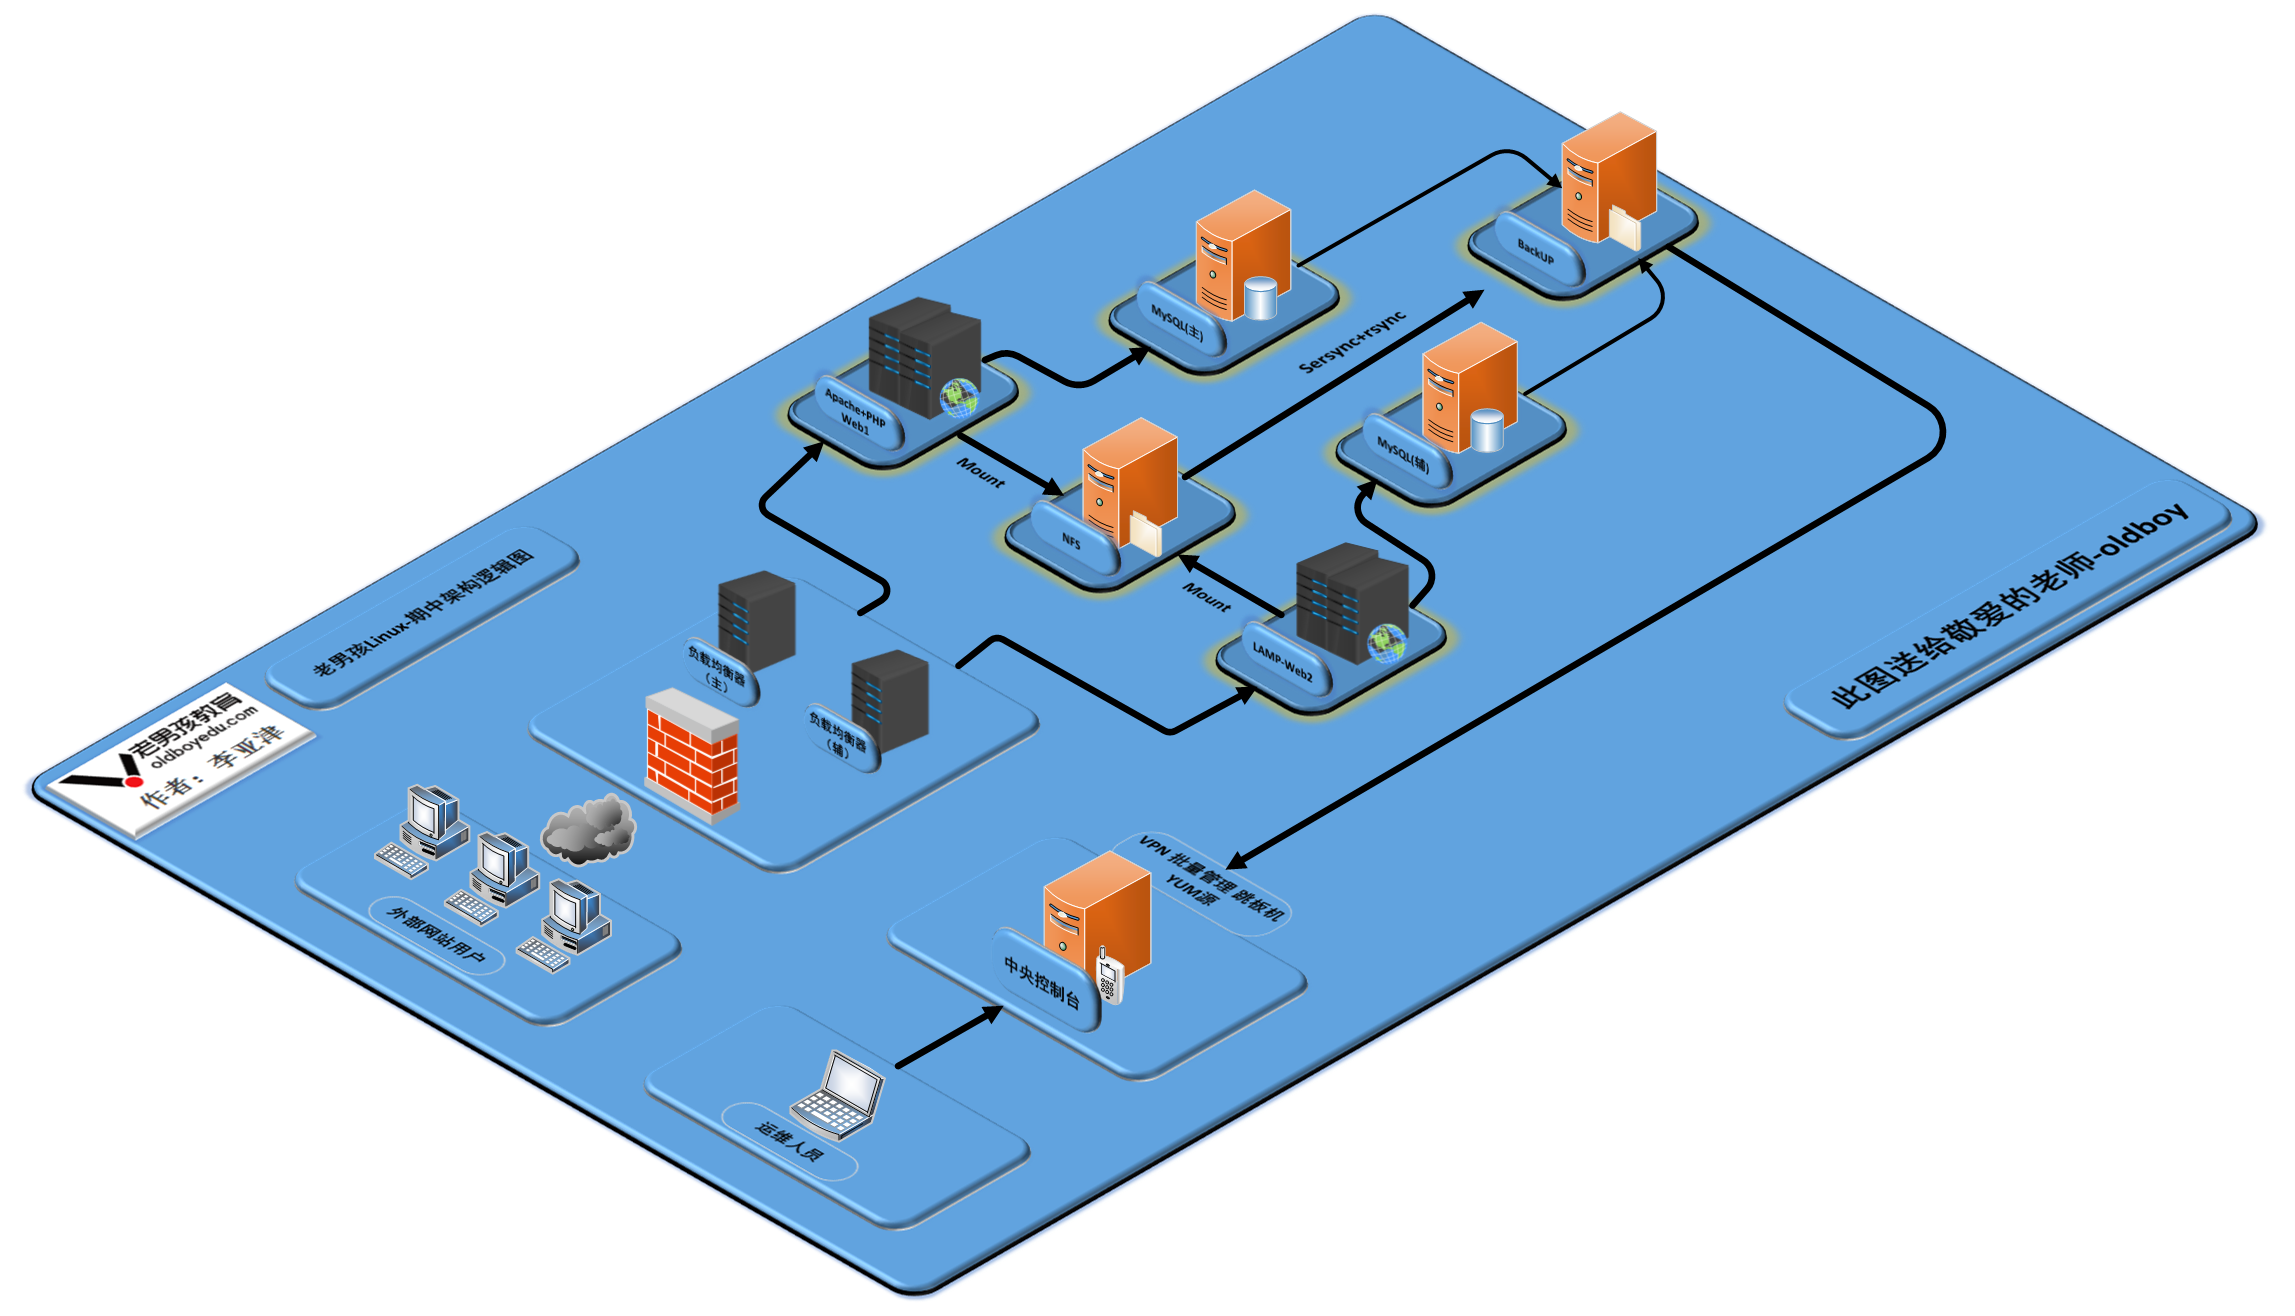 BackUP
MySQL(主)
Sersync+rsync
Apache+PHP
Web1
Mount
MySQL(辅)
NFS
Mount
LAMP-Web2
老男孩Linux-期中架构逻辑图
此图送给敬爱的老师-oldboy
负载均衡器
(主)
负载均衡器
(辅)
老男孩教育
oldboyedu.com
作者：李亚津
外部网站用户
VPN 批量管理 跳板机
YUM源
中央控制台
运维人员